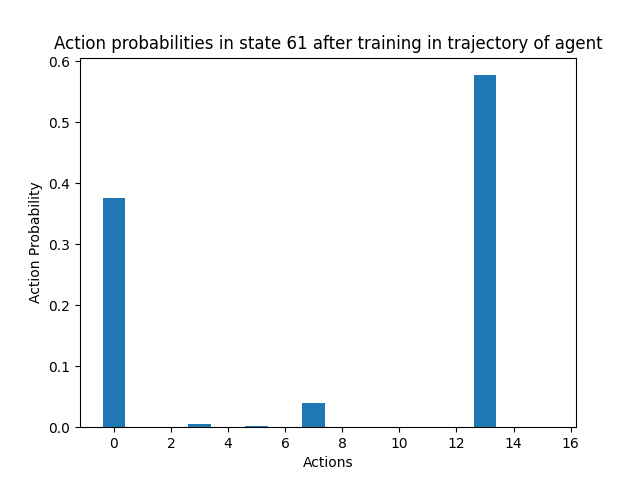 Action probabilities in state 61 after training in trajectory of agent
0.6
0.5
0.4
0.3
0.2
0.1
0.0
Action Probability
0 2 4 6 8 10 12 14 16
Actions